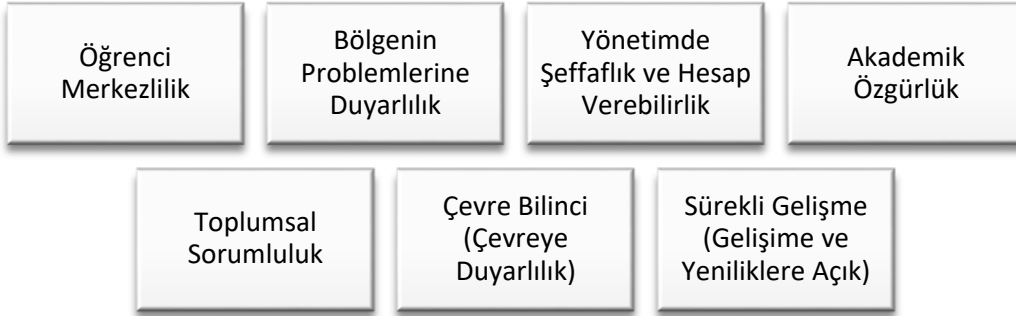 Öğrenci
Merkezlilik
Bölgenin
Problemlerine
Duyarlılık
Yönetimde
Şeffaflık ve Hesap
Verebilirlik
Akademik
Özgürlük
Toplumsal
Sorumluluk
Çevre Bilinci
(Çevreye
Duyarlılık)
Sürekli Gelişme
(Gelişime ve
Yeniliklere Açık)